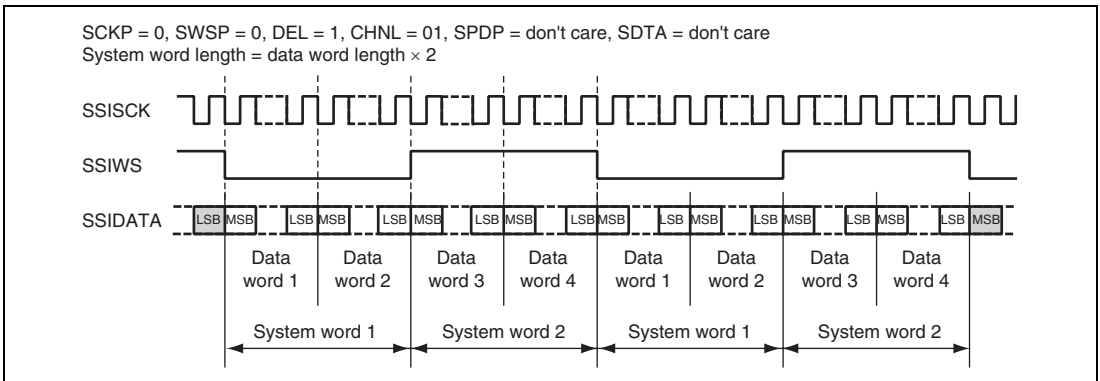 SCKP = 0, SWSP = 0, DEL = 1, CHNL = 01, SPDP = don't care, SDTA = don't care
System word length = data word length × 2
SSISCK
SSIWS
SSIDATA
LSB MSB LSB MSB LSB MSB LSB MSB LSB MSB LSB MSB LSB MSB LSB MSB LSB MSB
Data word 1
Data word 2
Data word 3
Data word 4
Data word 1
Data word 2
Data word 3
Data word 4
System word 1
System word 2
System word 1
System word 2